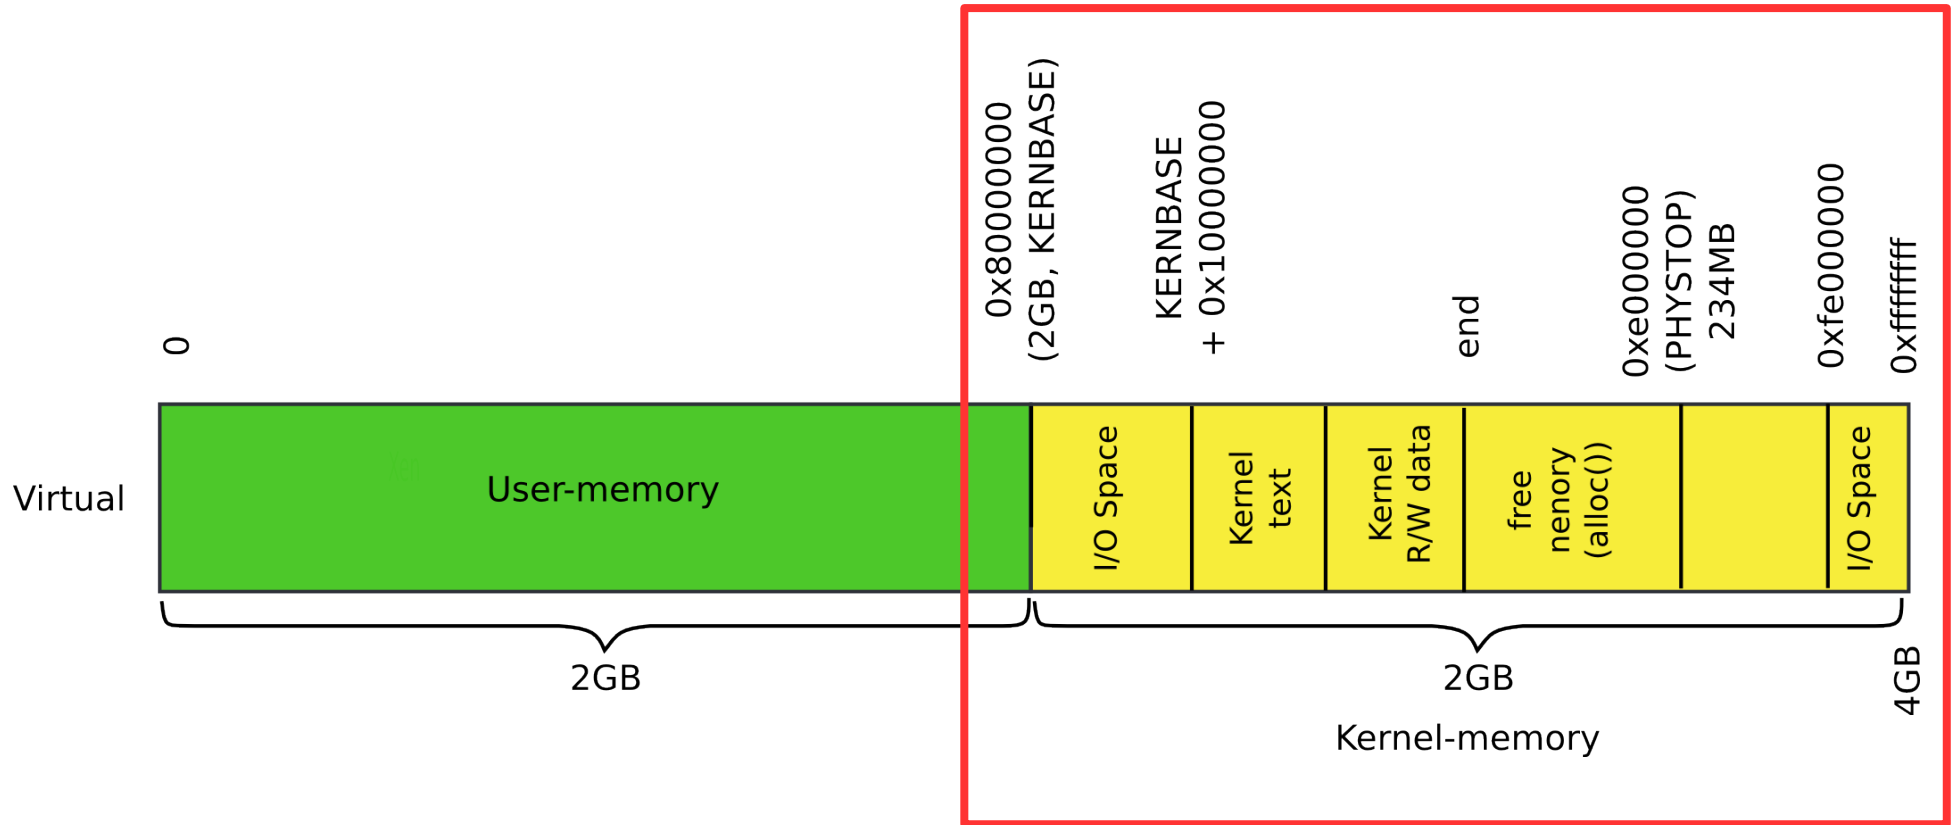 0
0x80000000
(2GB, KERNBASE)
KERNBASE
+ 0x10000000
end
0xe000000
(PHYSTOP)
234MB
0xfe000000
0xffffffff
Virtual
User-memory
I/O Space
Kernel
text
Kernel
R/W data
free
nenory
(alloc())
I/O Space
2GB
2GB
4GB
Kernel-memory